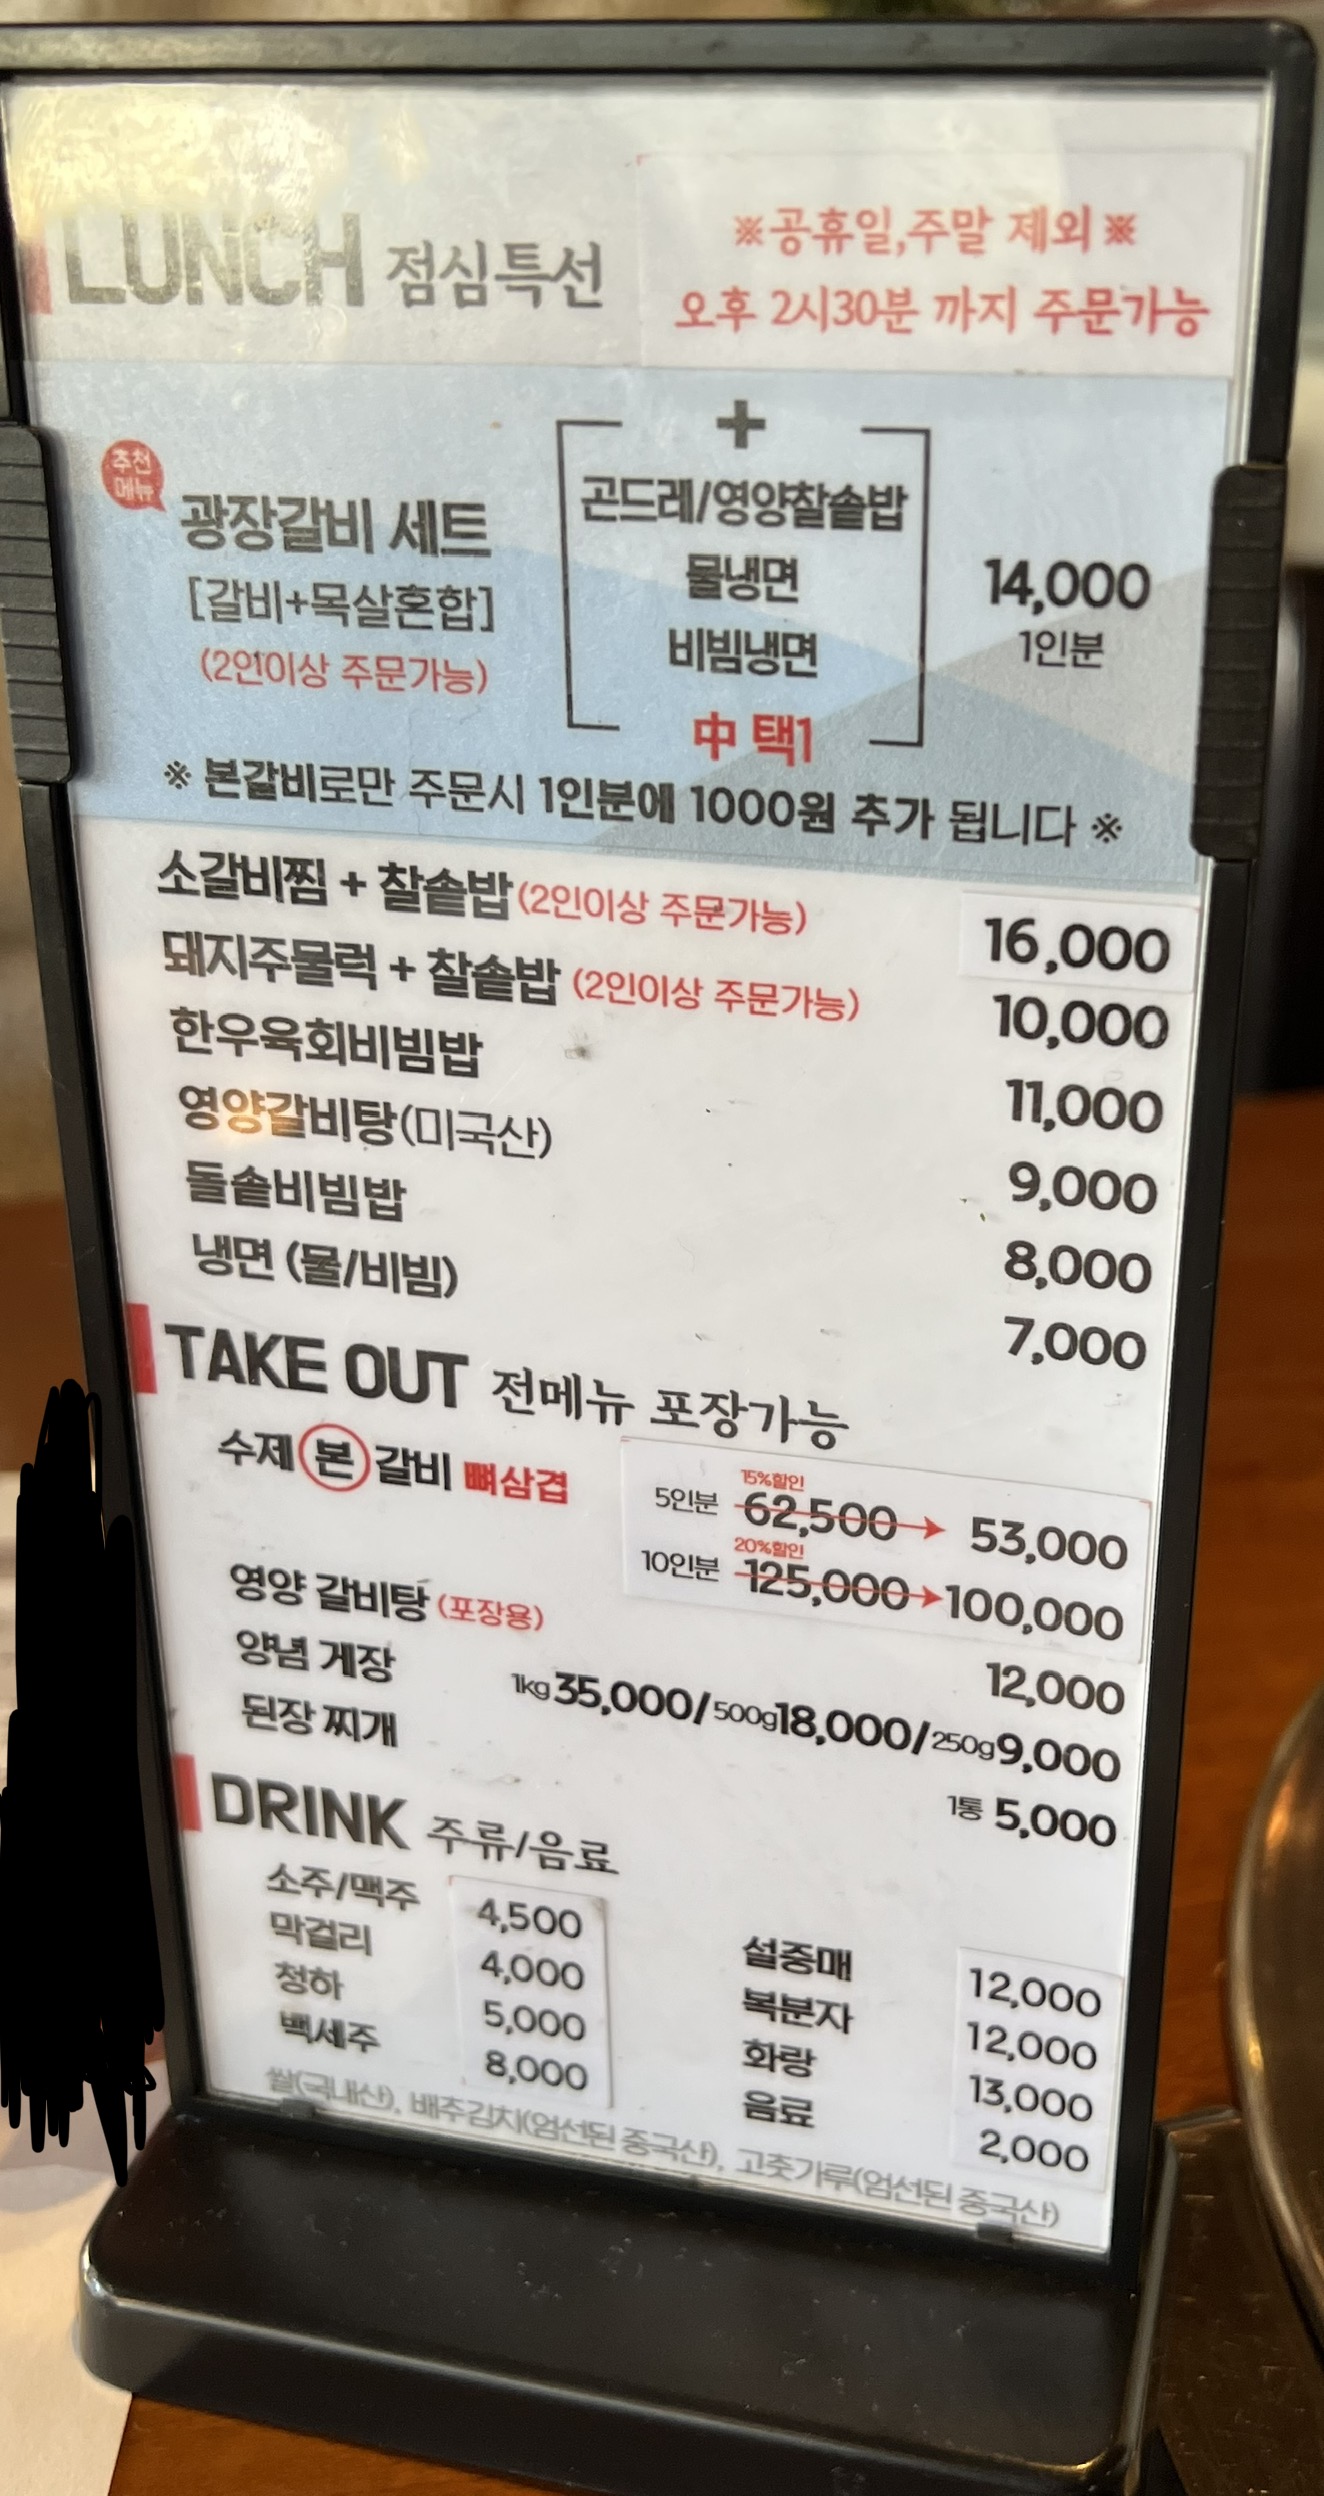 LUNCH 점심특선
※공휴일,주말 제외※
오후 2시30분 까지 주문가능
추천
메뉴
광장갈비 세트
[갈비+목살혼합]
(2인이상 주문가능)
+
곤드레/영양찰솥밥
물냉면
비빔냉면
中 택1
14,000
1인분
※ 본갈비로만 주문시 1인분에 1000원 추가 됩니다 ※
소갈비찜 + 찰솥밥(2인이상 주문가능) 16,000
돼지주물럭 + 찰솥밥 (2인이상 주문가능) 10,000
한우육회비빔밥 11,000
영양갈비탕(미국산) 9,000
돌솥비빔밥 8,000
냉면 (물/비빔) 7,000
TAKE OUT 전메뉴 포장가능
수제 본 갈비 뼈삼겹
15%할인
5인분 62,500 → 53,000
20%할인
10인분 125,000 → 100,000
영양 갈비탕 (포장용) 12,000
양념 게장 1kg 35,000/ 500g 18,000/ 250g 9,000
된장 찌개 1통 5,000
DRINK 주류/음료
소주/맥주 4,500
막걸리 4,000
청하 5,000
백세주 8,000
설중매 12,000
복분자 12,000
화랑 13,000
음료 2,000
쌀(국내산), 배추김치(엄선된 중국산), 고춧가루(엄선된 중국산)